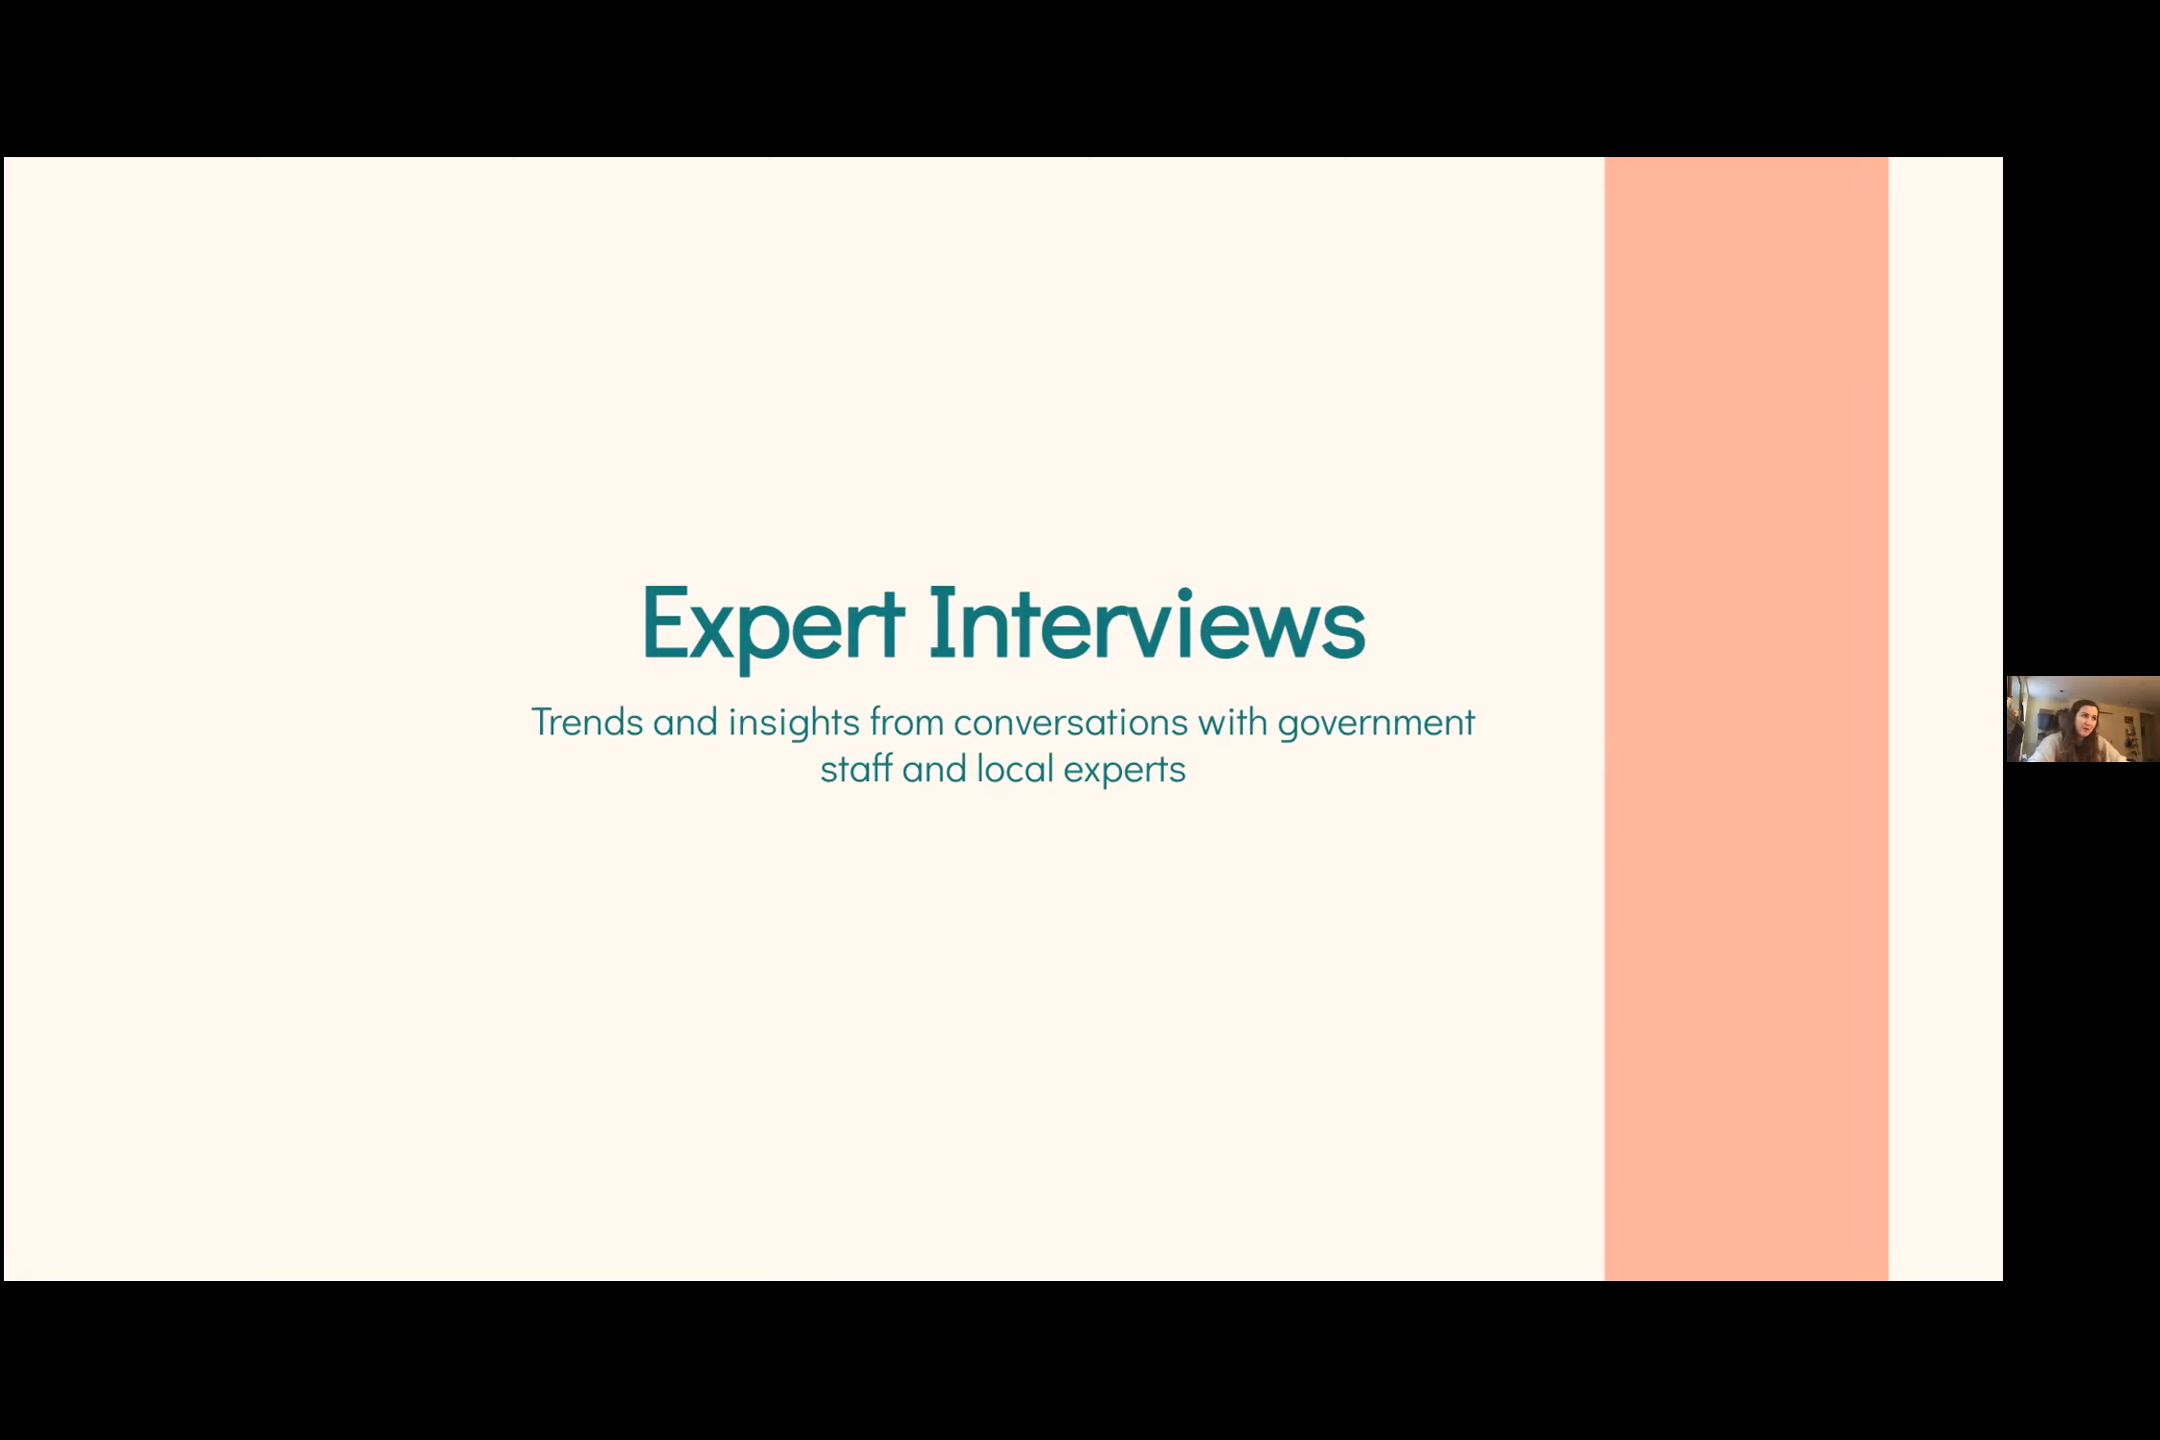 Expert Interviews
Trends and insights from conversations with government
staff and local experts